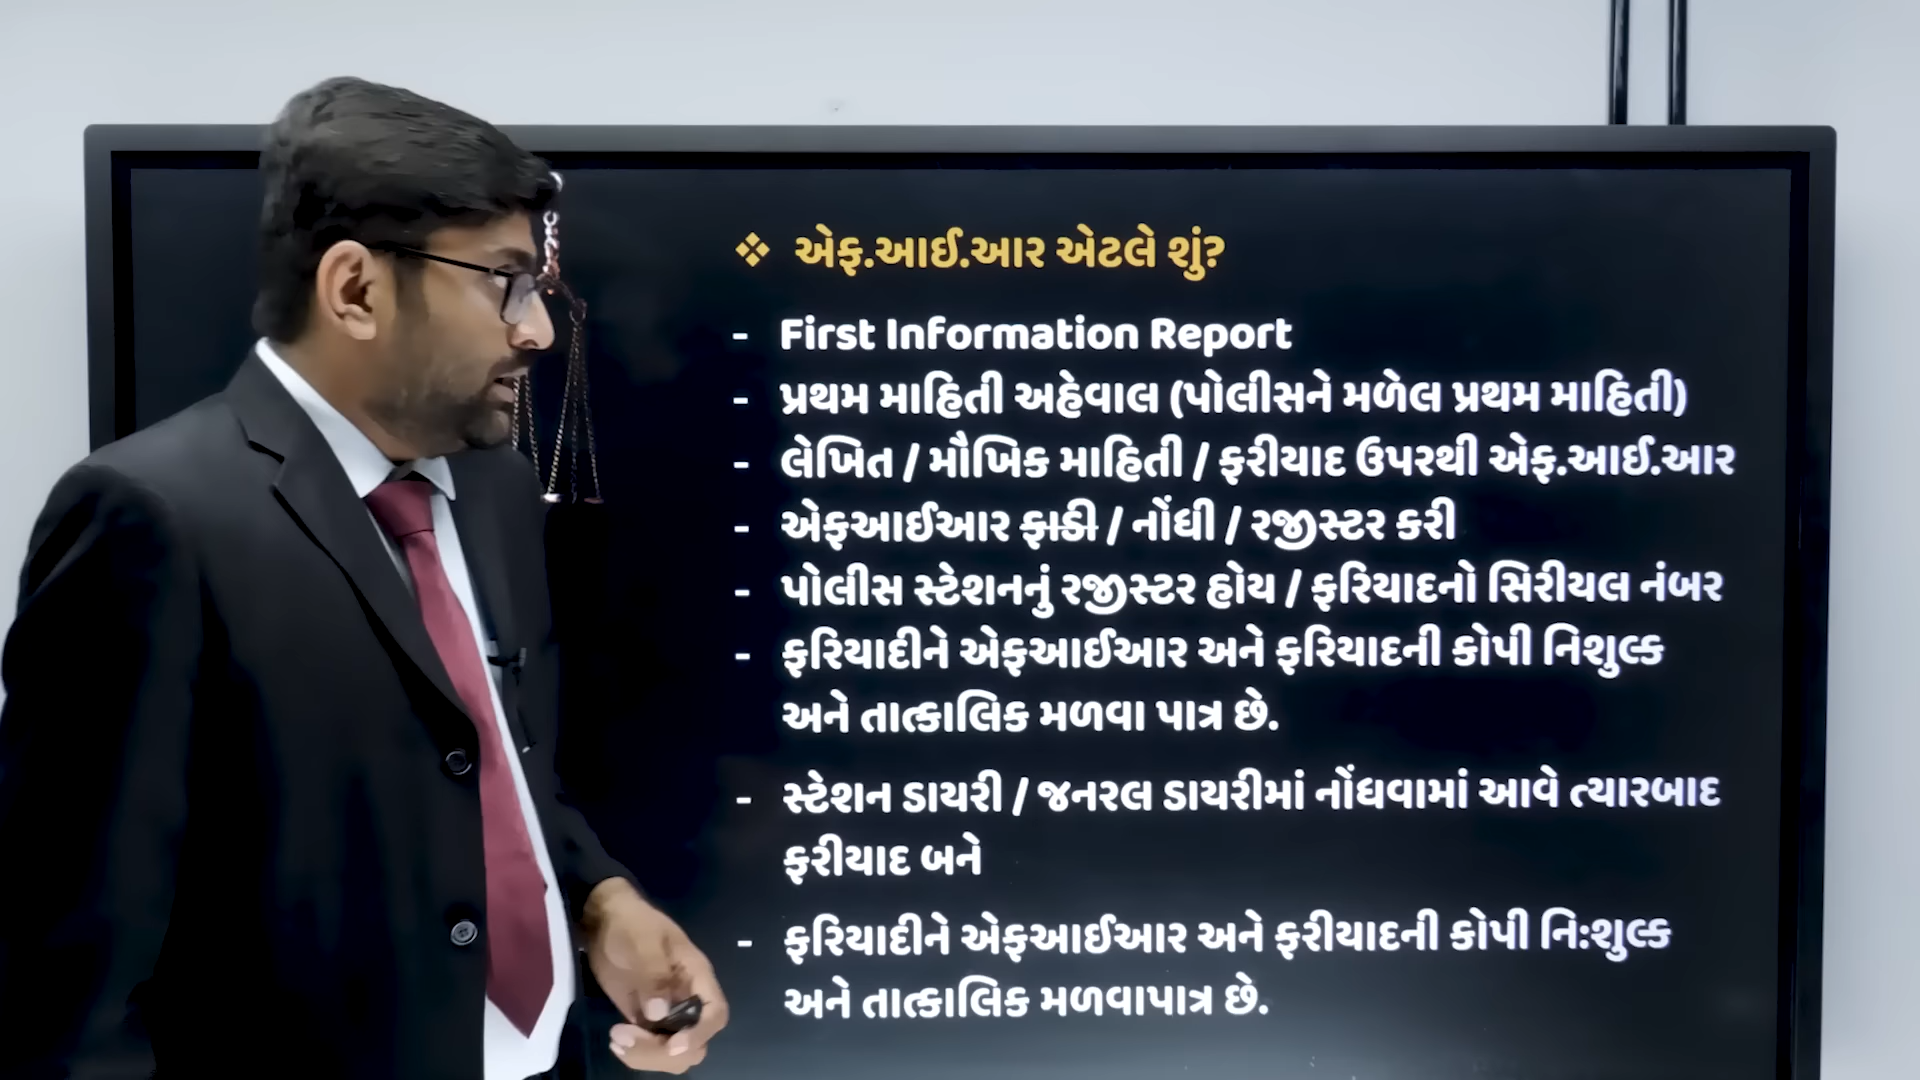 ❖ એફ.આઈ.આર એટલે શું?
- First Information Report
- પ્રથમ માહિતી અહેવાલ (પોલીસને મળેલ પ્રથમ માહિતી)
- લેખિત / મૌખિક માહિતી / ફરીયાદ ઉપરથી એફ.આઈ.આર
- એફઆઈઆર ફાડી / નોંધી / રજીસ્ટર કરી
- પોલીસ સ્ટેશનનું રજીસ્ટર હોય / ફરિયાદનો સિરીયલ નંબર
- ફરિયાદીને એફઆઈઆર અને ફરિયાદની કોપી નિશુલ્ક
અને તાત્કાલિક મળવા પાત્ર છે.
- સ્ટેશન ડાયરી / જનરલ ડાયરીમાં નોંધવામાં આવે ત્યારબાદ
ફરીયાદ બને
- ફરિયાદીને એફઆઈઆર અને ફરીયાદની કોપી નિ:શુલ્ક
અને તાત્કાલિક મળવાપાત્ર છે.